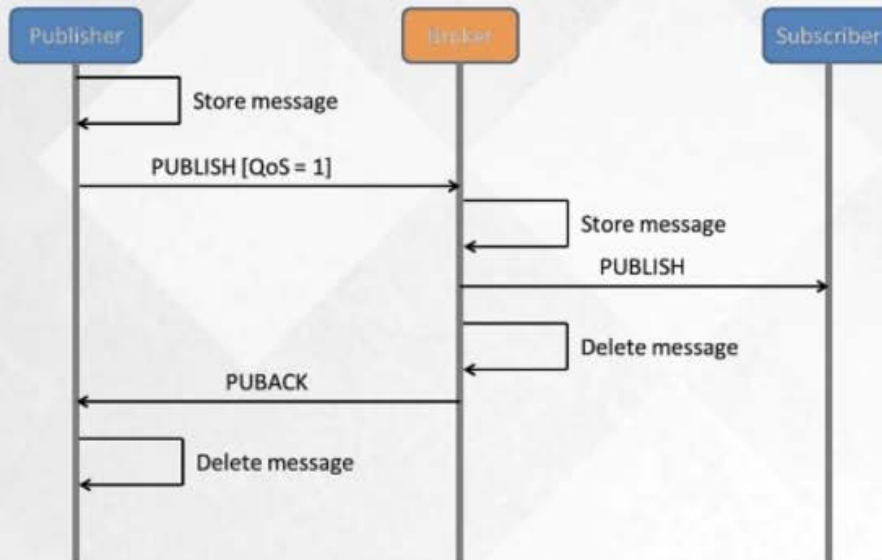 Publisher
Broker
Subscriber
Store message
PUBLISH [QoS = 1]
Store message
PUBLISH
Delete message
PUBACK
Delete message